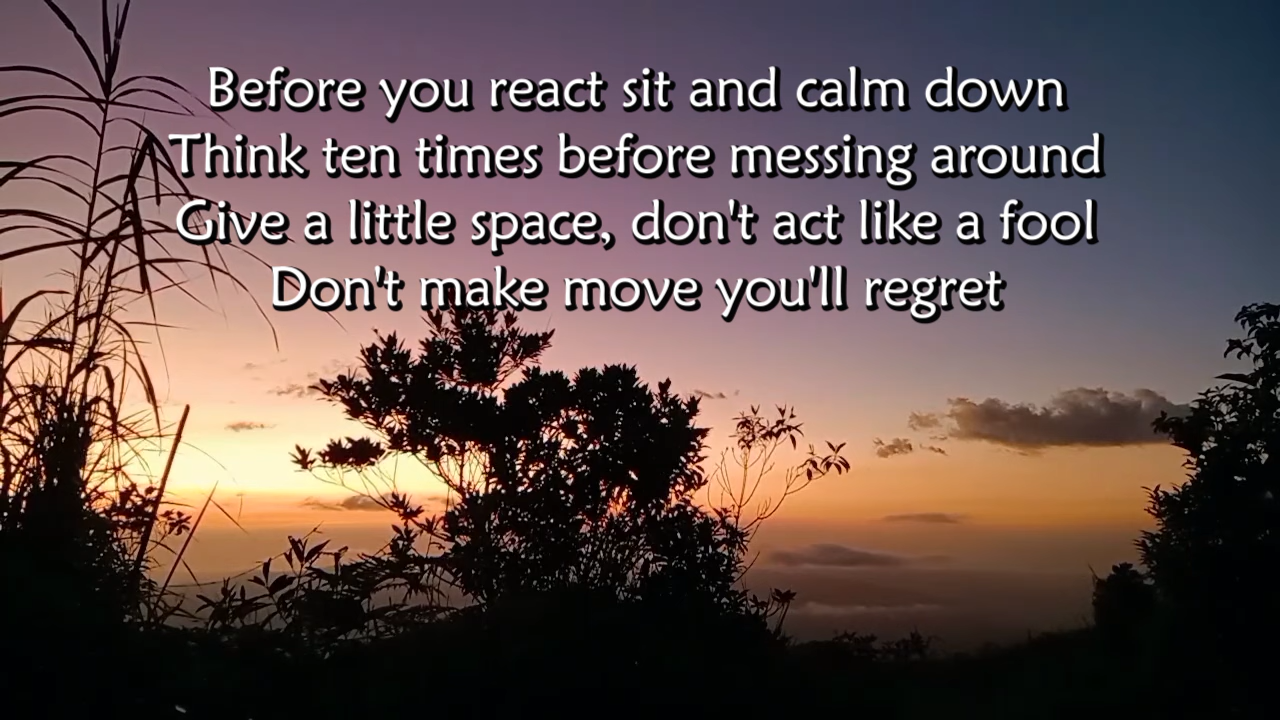 Before you react sit and calm down
Think ten times before messing around
Give a little space, don't act like a fool
Don't make move you'll regret